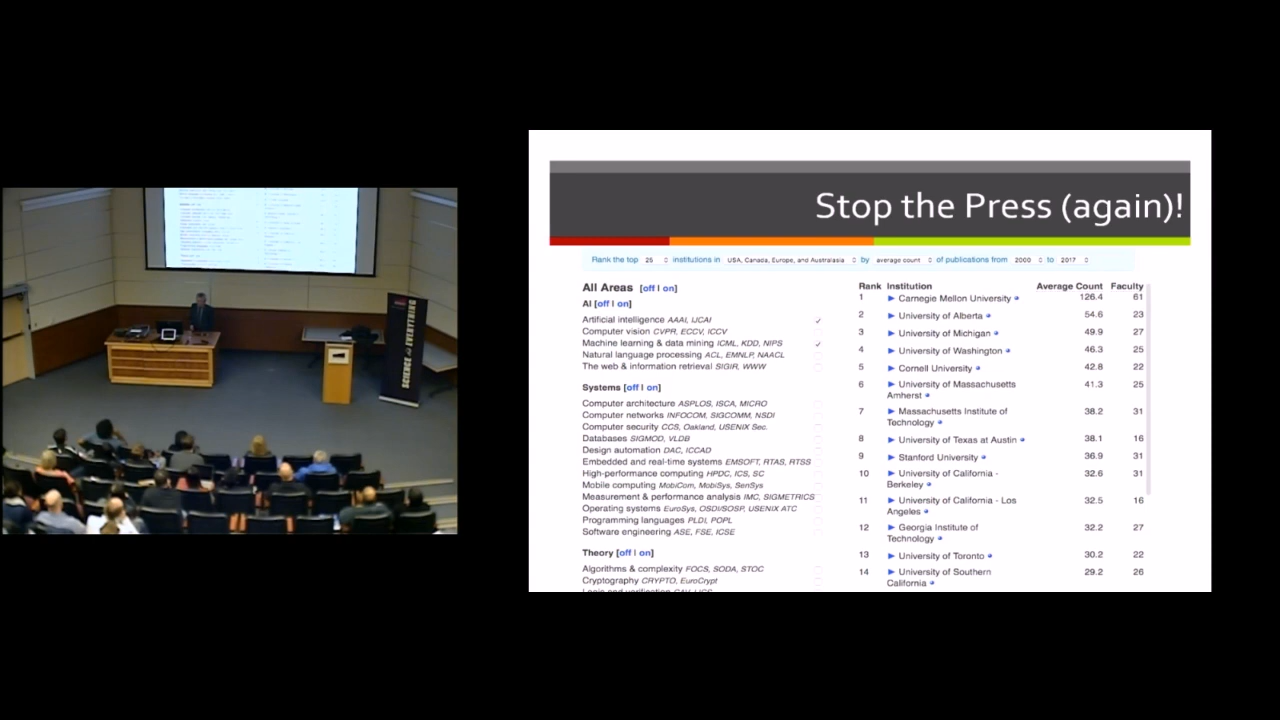 SCIENCE of EVERYTHING
Stop the Press (again)!
Rank the top 25 institutions in USA, Canada, Europe, and Australasia by average count of publications from 2000 to 2017
All Areas [off | on]
AI [off | on]
Artificial intelligence AAAI, IJCAI
Computer vision CVPR, ECCV, ICCV
Machine learning & data mining ICML, KDD, NIPS
Natural language processing ACL, EMNLP, NAACL
The web & information retrieval SIGIR, WWW
Systems [off | on]
Computer architecture ASPLOS, ISCA, MICRO
Computer networks INFOCOM, SIGCOMM, NSDI
Computer security CCS, Oakland, USENIX Sec.
Databases SIGMOD, VLDB
Design automation DAC, ICCAD
Embedded and real-time systems EMSOFT, RTAS, RTSS
High-performance computing HPDC, ICS, SC
Mobile computing MobiCom, MobiSys, SenSys
Measurement & performance analysis IMC, SIGMETRICS
Operating systems EuroSys, OSDI/SOSP, USENIX ATC
Programming languages PLDI, POPL
Software engineering ASE, FSE, ICSE
Theory [off | on]
Algorithms & complexity FOCS, SODA, STOC
Cryptography CRYPTO, EuroCrypt
Logic and verification CAV, LICS
Rank Institution Average Count Faculty
1 ► Carnegie Mellon University 126.4 61
2 ► University of Alberta 54.6 23
3 ► University of Michigan 49.9 27
4 ► University of Washington 46.3 25
5 ► Cornell University 42.8 22
6 ► University of Massachusetts 41.3 25
Amherst
7 ► Massachusetts Institute of 38.2 31
Technology
8 ► University of Texas at Austin 38.1 16
9 ► Stanford University 36.9 31
10 ► University of California - 32.6 31
Berkeley
11 ► University of California - Los 32.5 16
Angeles
12 ► Georgia Institute of 32.2 27
Technology
13 ► University of Toronto 30.2 22
14 ► University of Southern 29.2 26
California